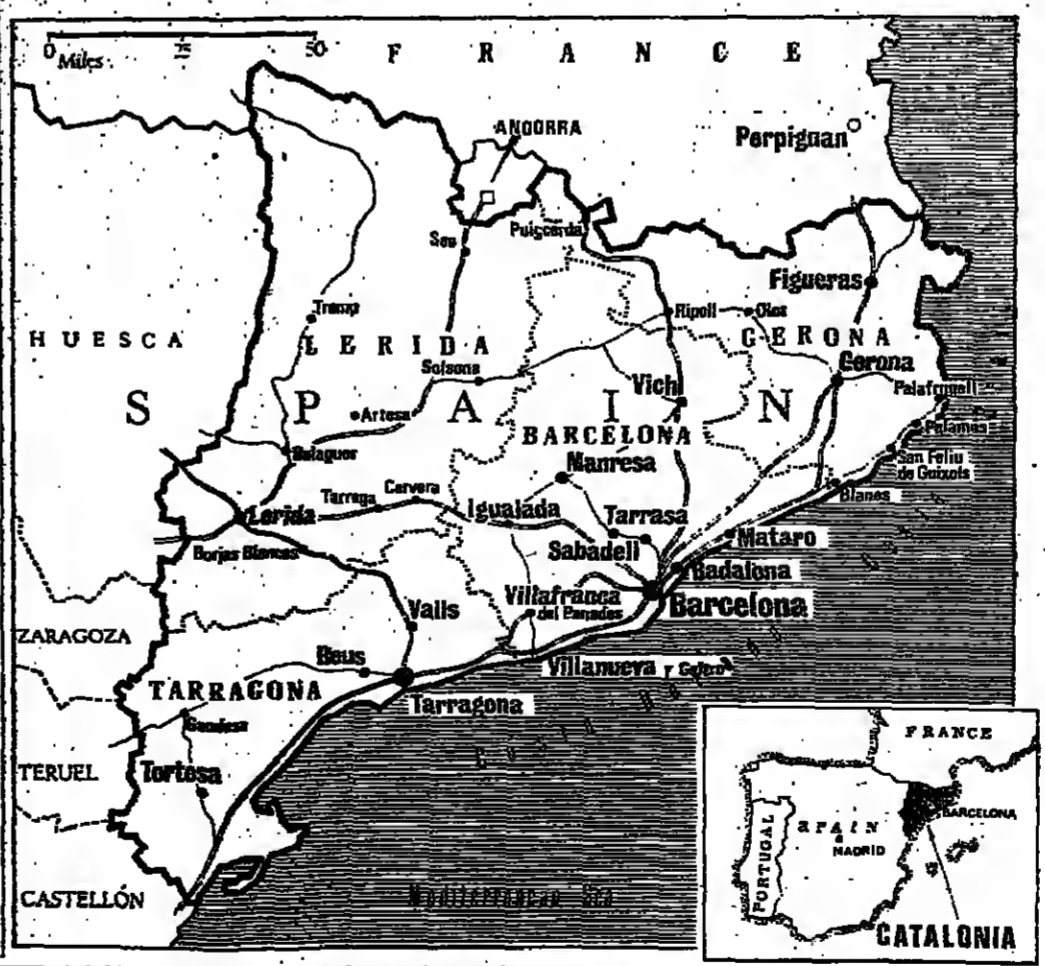 0 25 50
Miles
FRANCE
ANDORRA
Perpignan
Seu
Puigcerda
Figueras
Tremp
Ripoll
Olot
HUESCA
LERIDA
GERONA
Solsona
Gerona
Vich
Palafrugell
SPAIN
Artesa
Palamos
BARCELONA
Balaguer
San Feliu
de Guixols
Manresa
Tarrega
Cervera
Blanes
Lerida
Igualada
Tarrasa
Mataro
Borjas Blancas
Sabadell
Badalona
Villafranca
del Panades
Barcelona
Valls
ZARAGOZA
Reus
Villanueva y
TARRAGONA
Tarragona
Gandesa
Costa Dorada
TERUEL
Tortosa
CASTELLÓN
Mediterranean Sea
FRANCE
BARCELONA
SPAIN
MADRID
PORTUGAL
CATALONIA